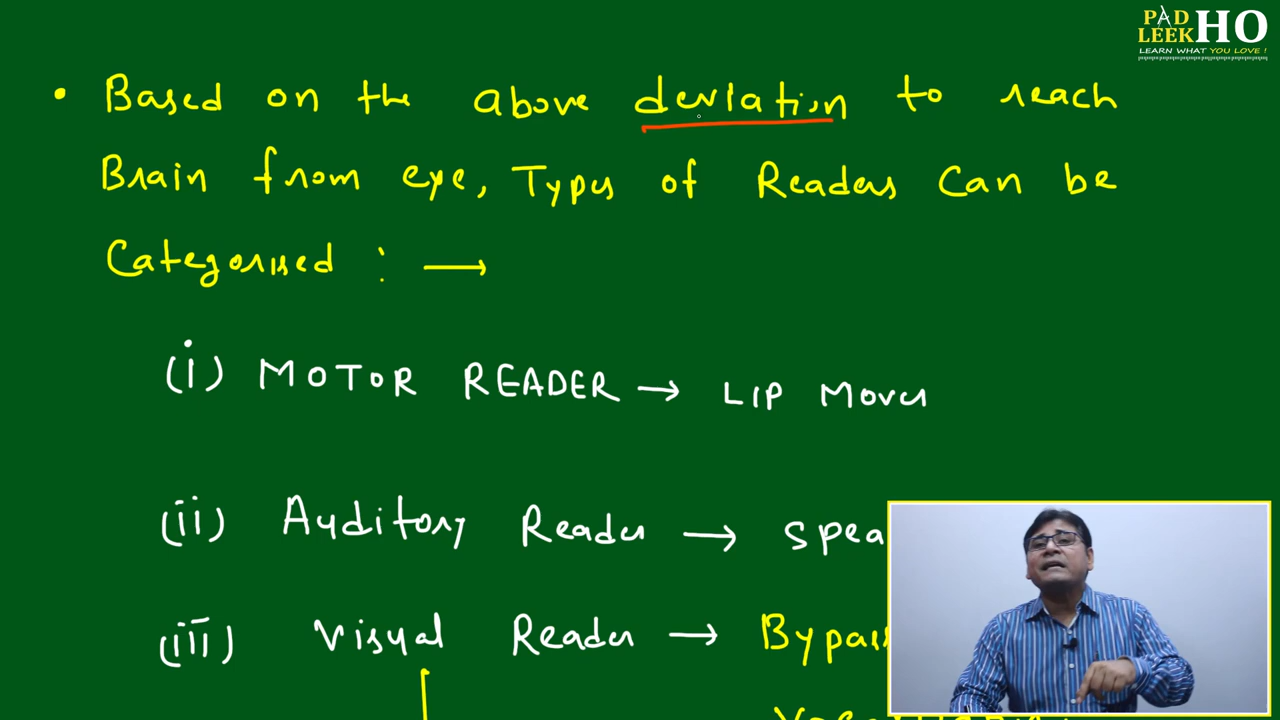 PAD
LEEK HO
LEARN WHAT YOU LOVE !
• Based on the above deviation to reach
Brain from eye, Types of Readers Can be
Categorised : →
(i) MOTOR READER → LIP Mover
(ii) Auditory Reader → Spea
(iii) Visual Reader → Bypass